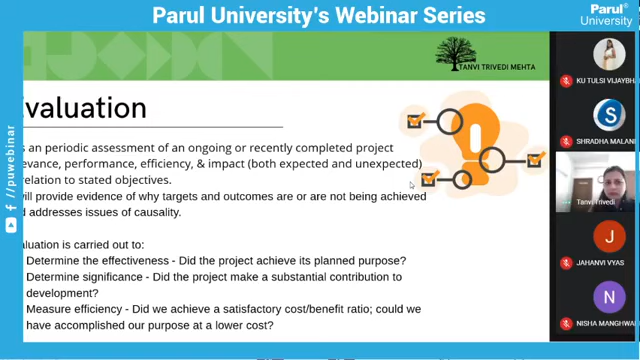 Parul University's Webinar Series
Parul®
University
TANVI TRIVEDI MEHTA
valuation
an periodic assessment of an ongoing or recently completed project
evance, performance, efficiency, & impact (both expected and unexpected)
elation to stated objectives.
ill provide evidence of why targets and outcomes are or are not being achieved
d addresses issues of causality.
aluation is carried out to:
Determine the effectiveness - Did the project achieve its planned purpose?
Determine significance - Did the project make a substantial contribution to
development?
Measure efficiency - Did we achieve a satisfactory cost/benefit ratio; could we
have accomplished our purpose at a lower cost?
/puwebinar
KU TULSI VIJAYBH
S
SHRADHA MALANI
Tanvi Trivedi
J
JAHANVI VYAS
N
NISHA MANGHWAN